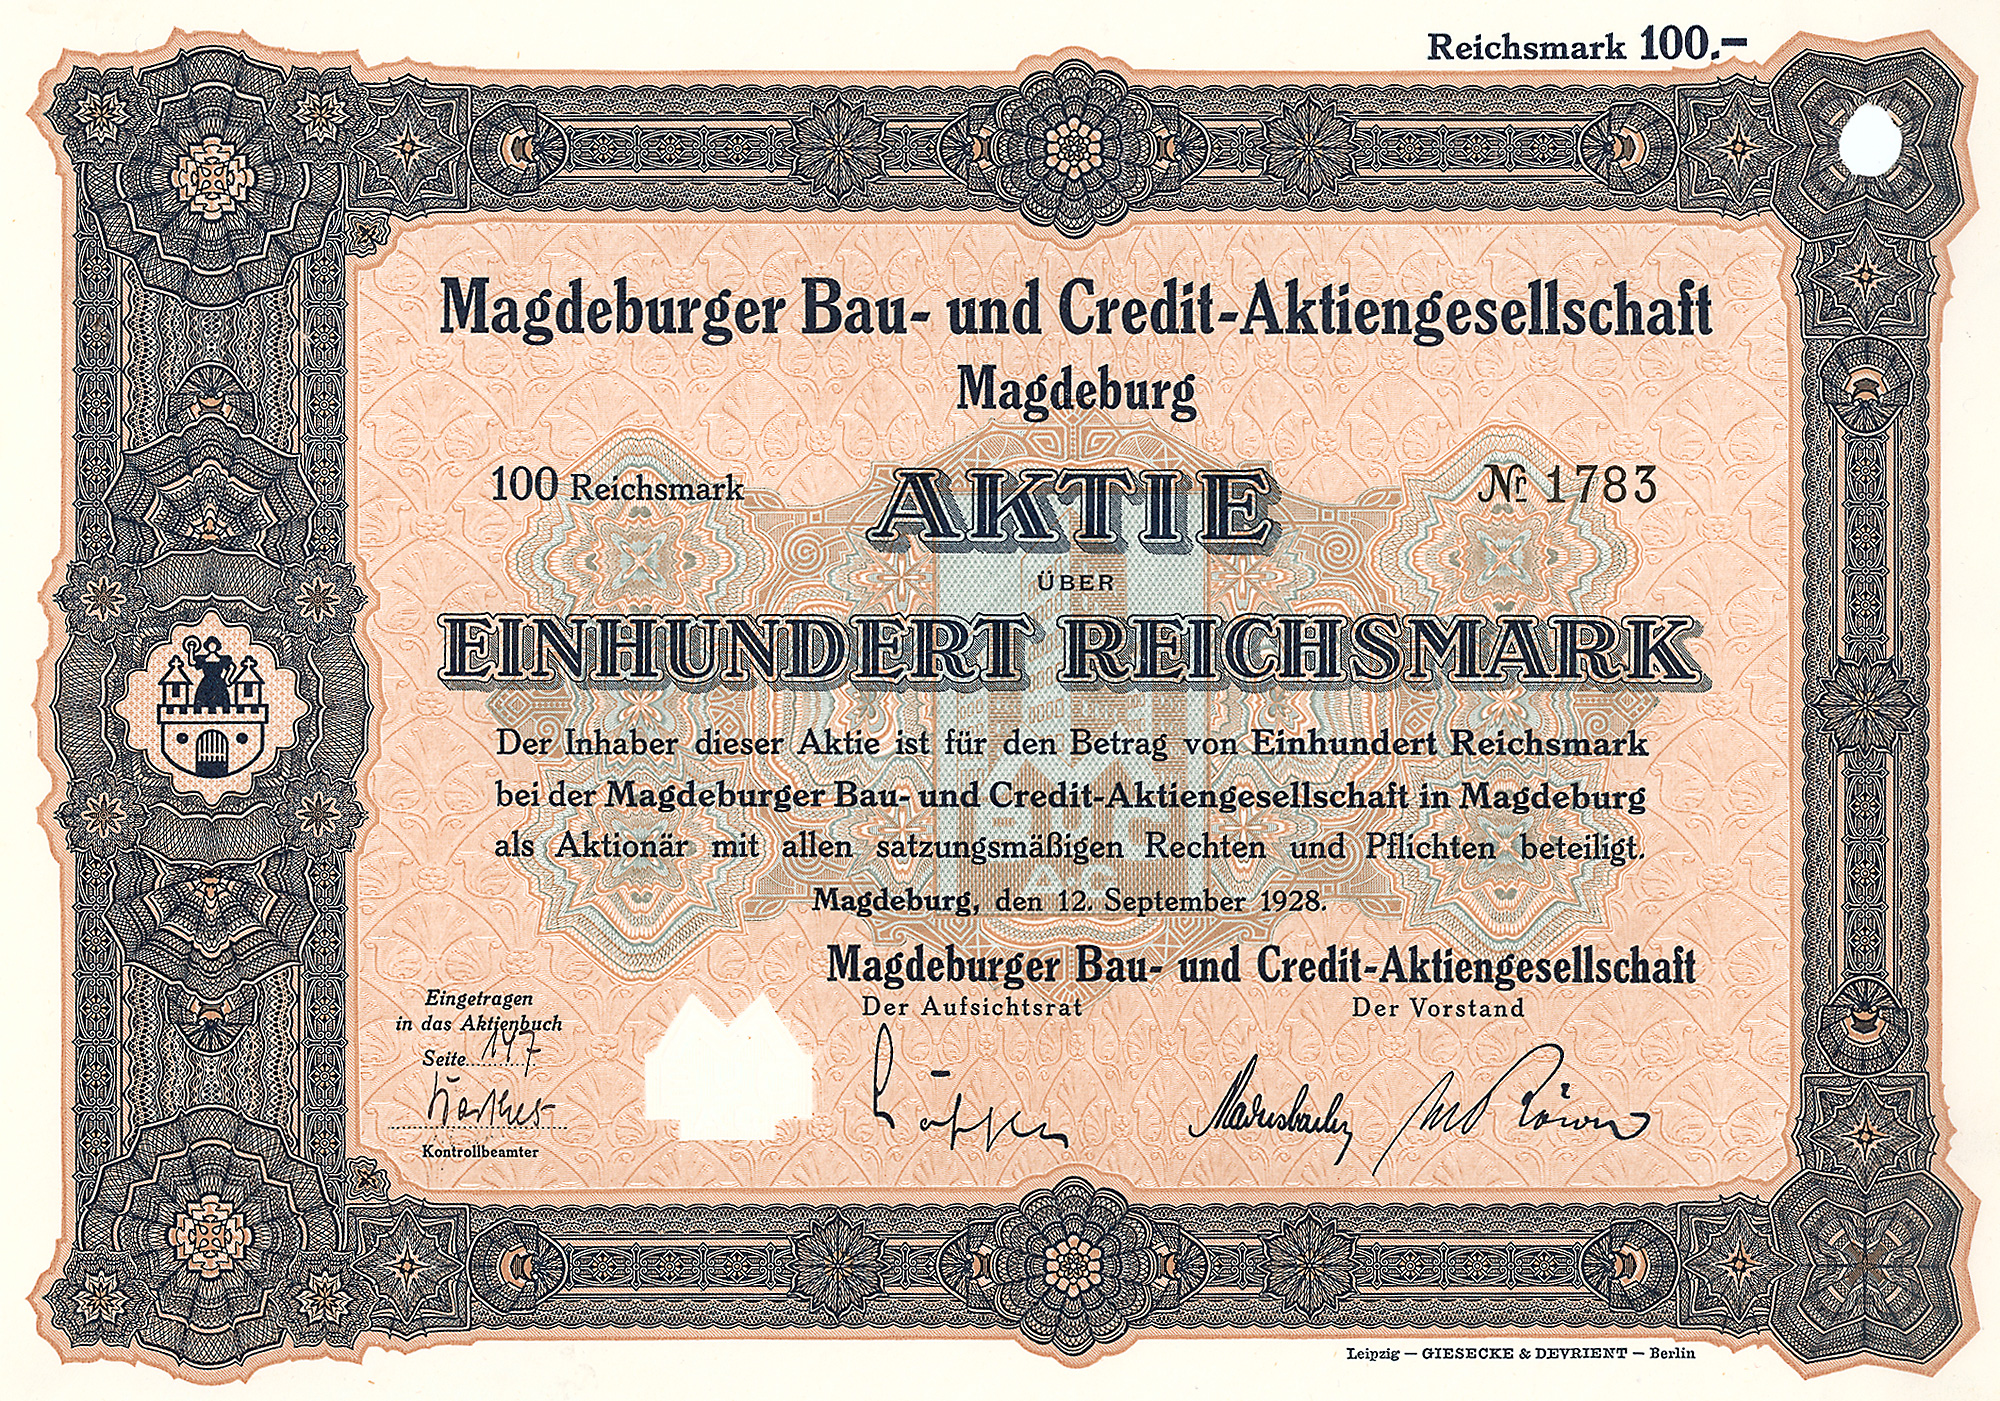 Reichsmark 100.–
Magdeburger Bau- und Credit-Aktiengesellschaft
Magdeburg
100 Reichsmark
AKTIE
Nr 1783
ÜBER
EINHUNDERT REICHSMARK
Der Inhaber dieser Aktie ist für den Betrag von Einhundert Reichsmark
bei der Magdeburger Bau- und Credit-Aktiengesellschaft in Magdeburg
als Aktionär mit allen satzungsmäßigen Rechten und Pflichten beteiligt.
Magdeburg, den 12. September 1928.
Magdeburger Bau- und Credit-Aktiengesellschaft
Der Aufsichtsrat
Der Vorstand
Eingetragen
in das Aktienbuch
Seite 147
Kontrollbeamter
Leipzig — GIESECKE & DEVRIENT — Berlin